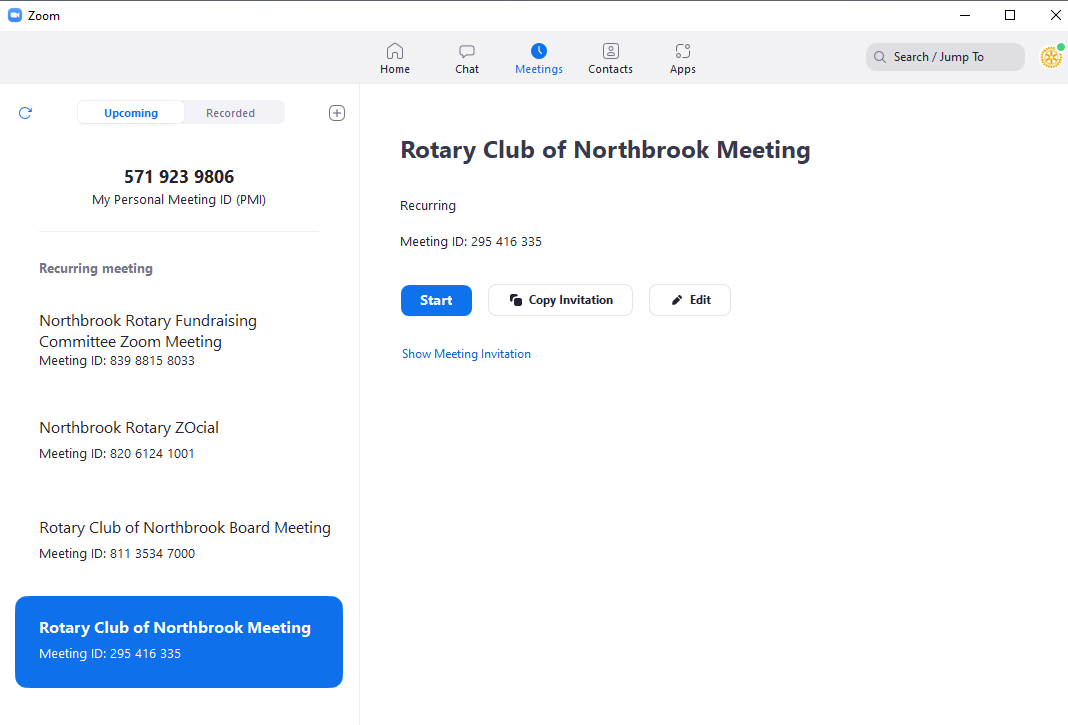 Zoom
Home
Chat
Meetings
Contacts
Apps
Search / Jump To
Upcoming
Recorded
571 923 9806
My Personal Meeting ID (PMI)
Recurring meeting
Northbrook Rotary Fundraising
Committee Zoom Meeting
Meeting ID: 839 8815 8033
Northbrook Rotary ZOcial
Meeting ID: 820 6124 1001
Rotary Club of Northbrook Board Meeting
Meeting ID: 811 3534 7000
Rotary Club of Northbrook Meeting
Meeting ID: 295 416 335
Rotary Club of Northbrook Meeting
Recurring
Meeting ID: 295 416 335
Start
Copy Invitation
Edit
Show Meeting Invitation